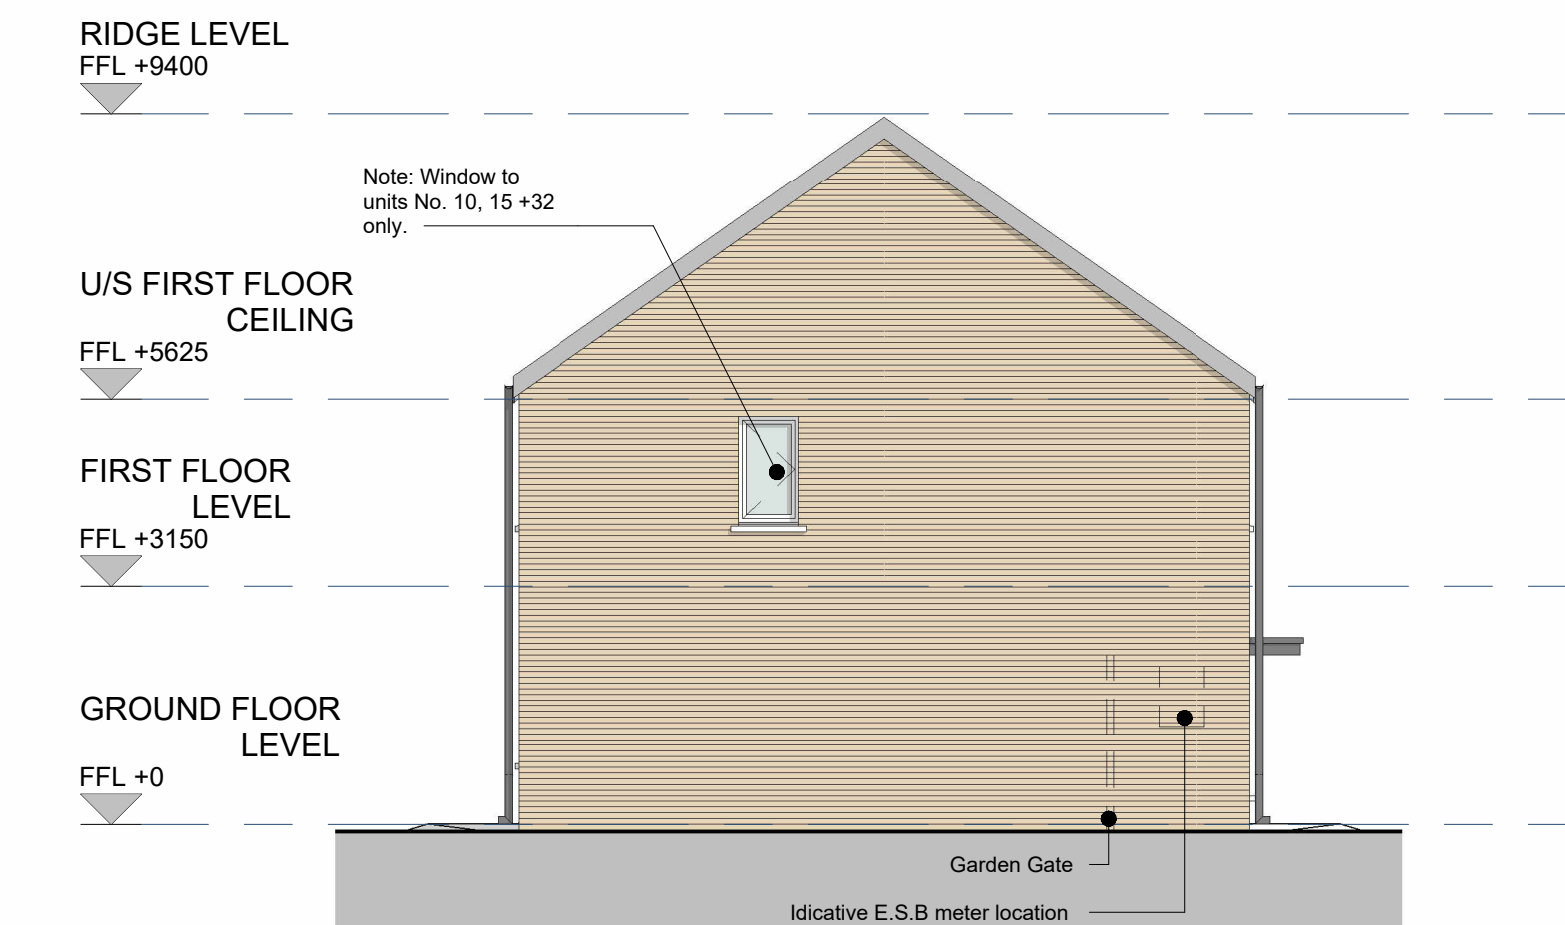 RIDGE LEVEL
FFL +9400
Note: Window to
units No. 10, 15 +32
only.
U/S FIRST FLOOR
CEILING
FFL +5625
FIRST FLOOR
LEVEL
FFL +3150
GROUND FLOOR
LEVEL
FFL +0
Garden Gate
Idicative E.S.B meter location